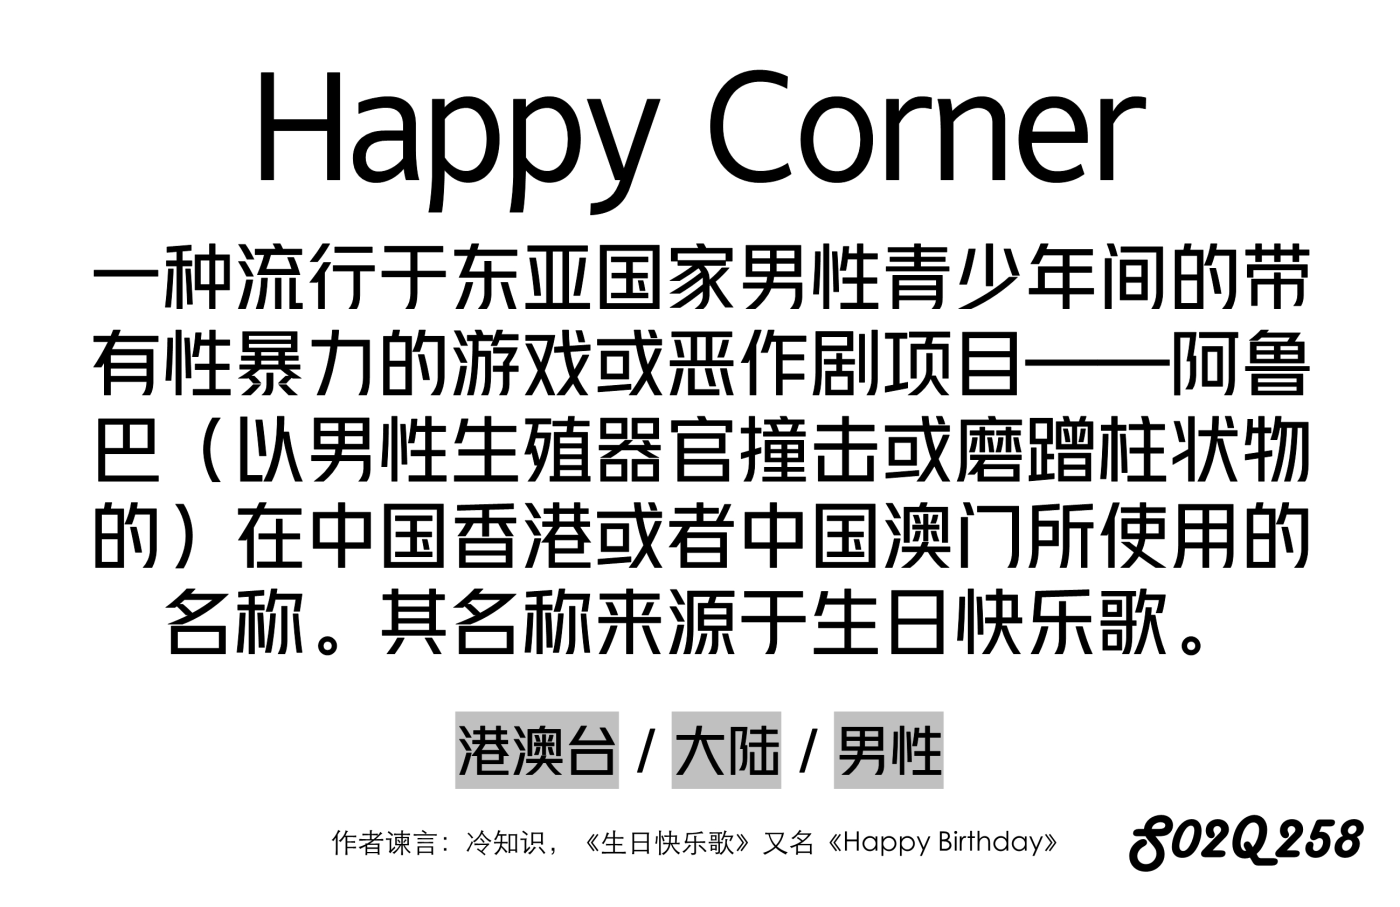 Happy Corner
一种流行于东亚国家男性青少年间的带
有性暴力的游戏或恶作剧项目——阿鲁
巴（以男性生殖器官撞击或磨蹭柱状物
的）在中国香港或者中国澳门所使用的
名称。其名称来源于生日快乐歌。
港澳台 / 大陆 / 男性
作者谏言：冷知识，《生日快乐歌》又名《Happy Birthday》
S02Q258